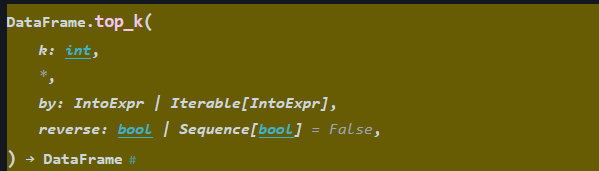 DataFrame.top_k(
k: int,
*,
by: IntoExpr | Iterable[IntoExpr],
reverse: bool | Sequence[bool] = False,
) → DataFrame #